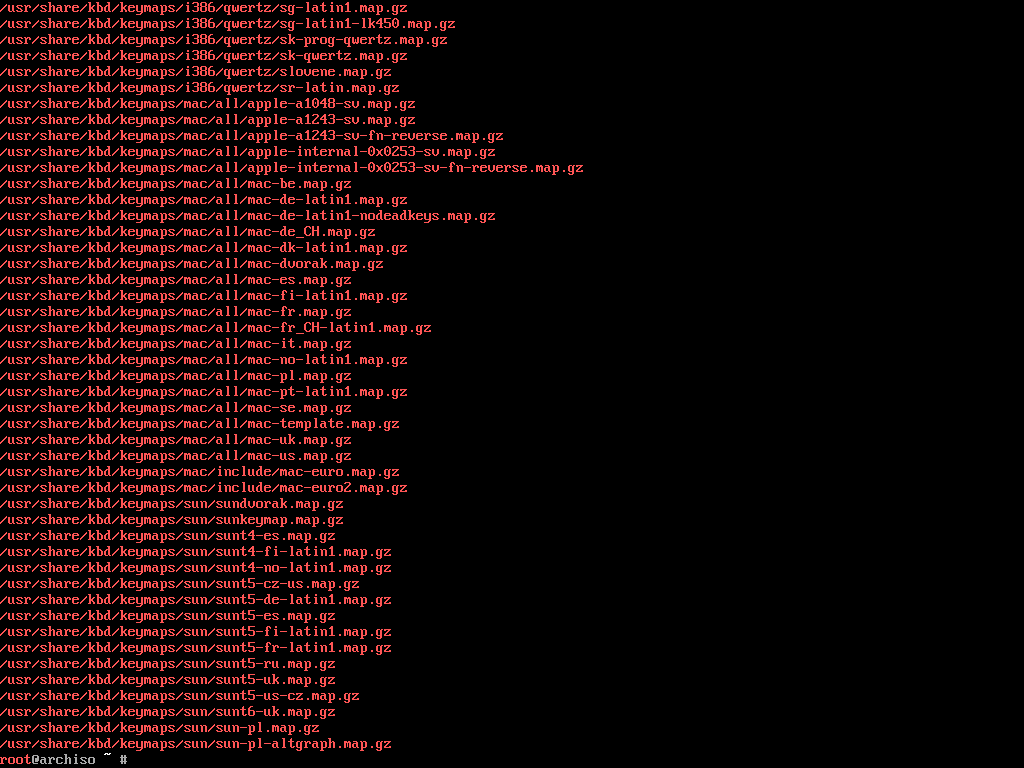 /usr/share/kbd/keymaps/i386/qwertz/sg-latin1.map.gz
/usr/share/kbd/keymaps/i386/qwertz/sg-latin1-lk450.map.gz
/usr/share/kbd/keymaps/i386/qwertz/sk-prog-qwertz.map.gz
/usr/share/kbd/keymaps/i386/qwertz/sk-qwertz.map.gz
/usr/share/kbd/keymaps/i386/qwertz/slovene.map.gz
/usr/share/kbd/keymaps/i386/qwertz/sr-latin.map.gz
/usr/share/kbd/keymaps/mac/all/apple-a1048-sv.map.gz
/usr/share/kbd/keymaps/mac/all/apple-a1243-sv.map.gz
/usr/share/kbd/keymaps/mac/all/apple-a1243-sv-fn-reverse.map.gz
/usr/share/kbd/keymaps/mac/all/apple-internal-0x0253-sv.map.gz
/usr/share/kbd/keymaps/mac/all/apple-internal-0x0253-sv-fn-reverse.map.gz
/usr/share/kbd/keymaps/mac/all/mac-be.map.gz
/usr/share/kbd/keymaps/mac/all/mac-de-latin1.map.gz
/usr/share/kbd/keymaps/mac/all/mac-de-latin1-nodeadkeys.map.gz
/usr/share/kbd/keymaps/mac/all/mac-de_CH.map.gz
/usr/share/kbd/keymaps/mac/all/mac-dk-latin1.map.gz
/usr/share/kbd/keymaps/mac/all/mac-dvorak.map.gz
/usr/share/kbd/keymaps/mac/all/mac-es.map.gz
/usr/share/kbd/keymaps/mac/all/mac-fi-latin1.map.gz
/usr/share/kbd/keymaps/mac/all/mac-fr.map.gz
/usr/share/kbd/keymaps/mac/all/mac-fr_CH-latin1.map.gz
/usr/share/kbd/keymaps/mac/all/mac-it.map.gz
/usr/share/kbd/keymaps/mac/all/mac-no-latin1.map.gz
/usr/share/kbd/keymaps/mac/all/mac-pl.map.gz
/usr/share/kbd/keymaps/mac/all/mac-pt-latin1.map.gz
/usr/share/kbd/keymaps/mac/all/mac-se.map.gz
/usr/share/kbd/keymaps/mac/all/mac-template.map.gz
/usr/share/kbd/keymaps/mac/all/mac-uk.map.gz
/usr/share/kbd/keymaps/mac/all/mac-us.map.gz
/usr/share/kbd/keymaps/mac/include/mac-euro.map.gz
/usr/share/kbd/keymaps/mac/include/mac-euro2.map.gz
/usr/share/kbd/keymaps/sun/sundvorak.map.gz
/usr/share/kbd/keymaps/sun/sunkeymap.map.gz
/usr/share/kbd/keymaps/sun/sunt4-es.map.gz
/usr/share/kbd/keymaps/sun/sunt4-fi-latin1.map.gz
/usr/share/kbd/keymaps/sun/sunt4-no-latin1.map.gz
/usr/share/kbd/keymaps/sun/sunt5-cz-us.map.gz
/usr/share/kbd/keymaps/sun/sunt5-de-latin1.map.gz
/usr/share/kbd/keymaps/sun/sunt5-es.map.gz
/usr/share/kbd/keymaps/sun/sunt5-fi-latin1.map.gz
/usr/share/kbd/keymaps/sun/sunt5-fr-latin1.map.gz
/usr/share/kbd/keymaps/sun/sunt5-ru.map.gz
/usr/share/kbd/keymaps/sun/sunt5-uk.map.gz
/usr/share/kbd/keymaps/sun/sunt5-us-cz.map.gz
/usr/share/kbd/keymaps/sun/sunt6-uk.map.gz
/usr/share/kbd/keymaps/sun/sun-pl.map.gz
/usr/share/kbd/keymaps/sun/sun-pl-altgraph.map.gz
root@archiso ~ #